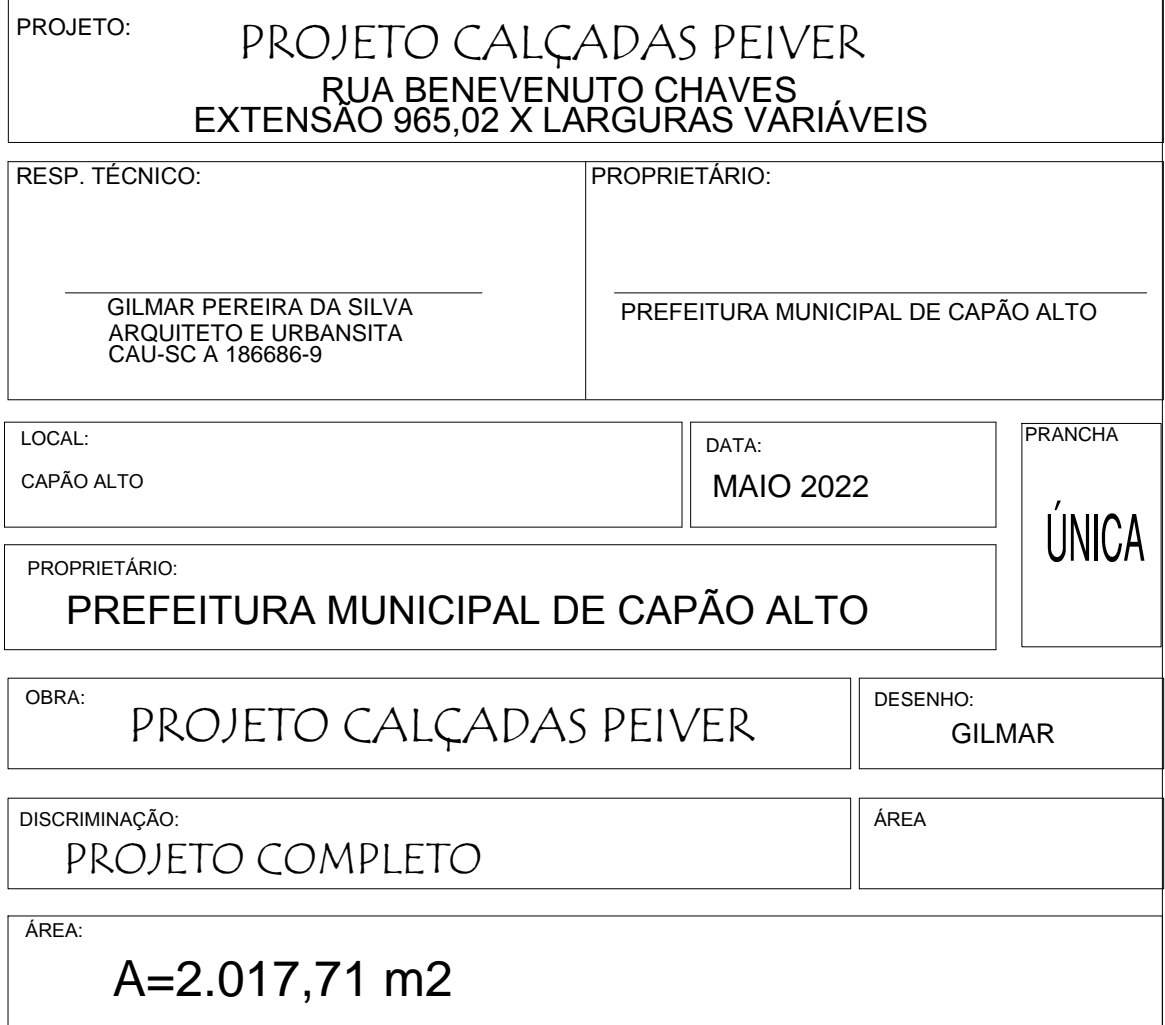 PROJETO:
PROJETO CALÇADAS PEIVER
RUA BENEVENUTO CHAVES
EXTENSÃO 965,02 X LARGURAS VARIÁVEIS
RESP. TÉCNICO:
GILMAR PEREIRA DA SILVA
ARQUITETO E URBANSITA
CAU-SC A 186686-9
PROPRIETÁRIO:
PREFEITURA MUNICIPAL DE CAPÃO ALTO
LOCAL:
CAPÃO ALTO
DATA:
MAIO 2022
PRANCHA
ÚNICA
PROPRIETÁRIO:
PREFEITURA MUNICIPAL DE CAPÃO ALTO
OBRA:
PROJETO CALÇADAS PEIVER
DESENHO:
GILMAR
DISCRIMINAÇÃO:
PROJETO COMPLETO
ÁREA
ÁREA:
A=2.017,71 m2